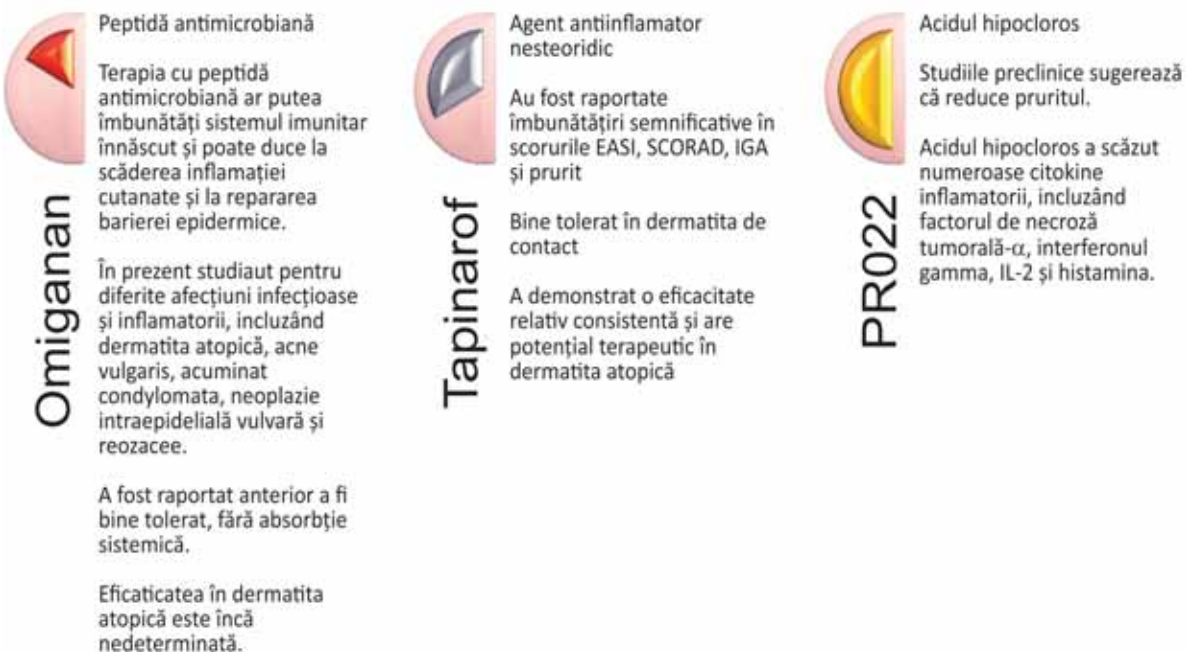 Omiganan
Peptidă antimicrobiană
Terapia cu peptidă
antimicrobiană ar putea
îmbunătăți sistemul imunitar
înnăscut și poate duce la
scăderea inflamației
cutanate și la repararea
barierei epidermice.
În prezent studiaut pentru
diferite afecțiuni infecțioase
și inflamatorii, incluzând
dermatita atopică, acne
vulgaris, acuminat
condylomata, neoplazie
intraepidelială vulvară și
reozacee.
A fost raportat anterior a fi
bine tolerat, fără absorbție
sistemică.
Eficaticatea în dermatita
atopică este încă
nedeterminată.
Tapinarof
Agent antiinflamator
nesteoridic
Au fost raportate
îmbunătățiri semnificative în
scorurile EASI, SCORAD, IGA
și prurit
Bine tolerat în dermatita de
contact
A demonstrat o eficacitate
relativ consistentă și are
potențial terapeutic în
dermatita atopică
PR022
Acidul hipocloros
Studiile preclinice sugerează
că reduce pruritul.
Acidul hipocloros a scăzut
numeroase citokine
inflamatorii, incluzând
factorul de necroză
tumorală-α, interferonul
gamma, IL-2 și histamina.